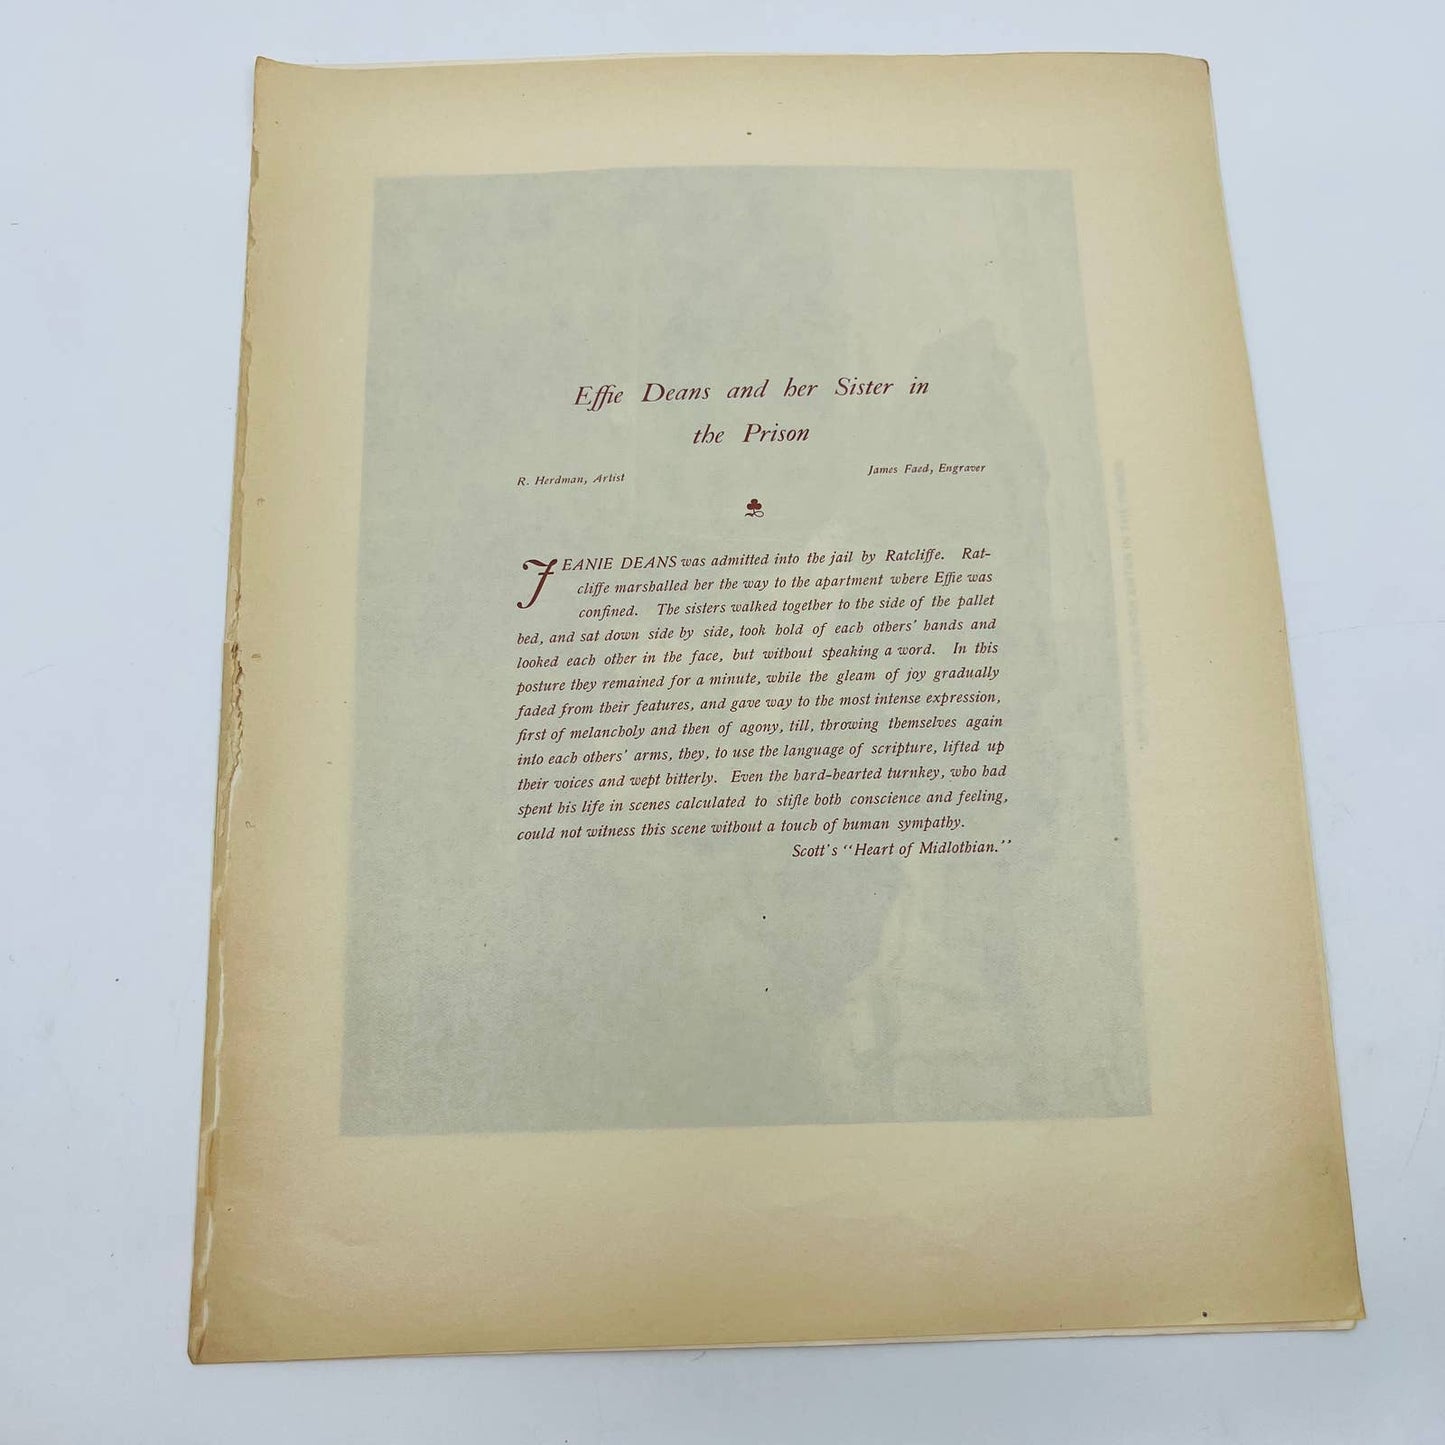 Effie Deans and her Sister in
the Prison
R. Herdman, Artist
James Faed, Engraver
JEANIE DEANS was admitted into the jail by Ratcliffe. Rat-
cliffe marshalled her the way to the apartment where Effie was
confined. The sisters walked together to the side of the pallet
bed, and sat down side by side, took hold of each others' hands and
looked each other in the face, but without speaking a word. In this
posture they remained for a minute, while the gleam of joy gradually
faded from their features, and gave way to the most intense expression,
first of melancholy and then of agony, till, throwing themselves again
into each others' arms, they, to use the language of scripture, lifted up
their voices and wept bitterly. Even the hard-hearted turnkey, who had
spent his life in scenes calculated to stifle both conscience and feeling,
could not witness this scene without a touch of human sympathy.
Scott's "Heart of Midlothian."